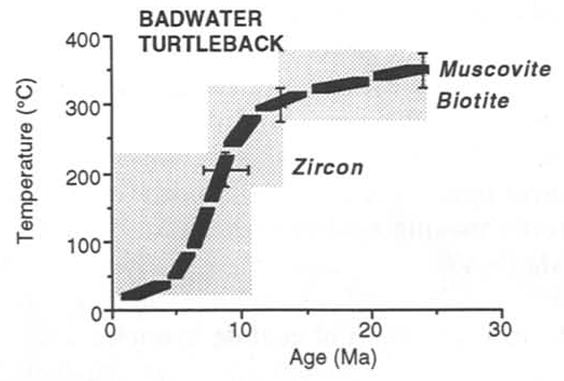 BADWATER
TURTLEBACK
Temperature (°C)
400
300
200
100
0
Muscovite
Biotite
Zircon
0
10
20
30
Age (Ma)